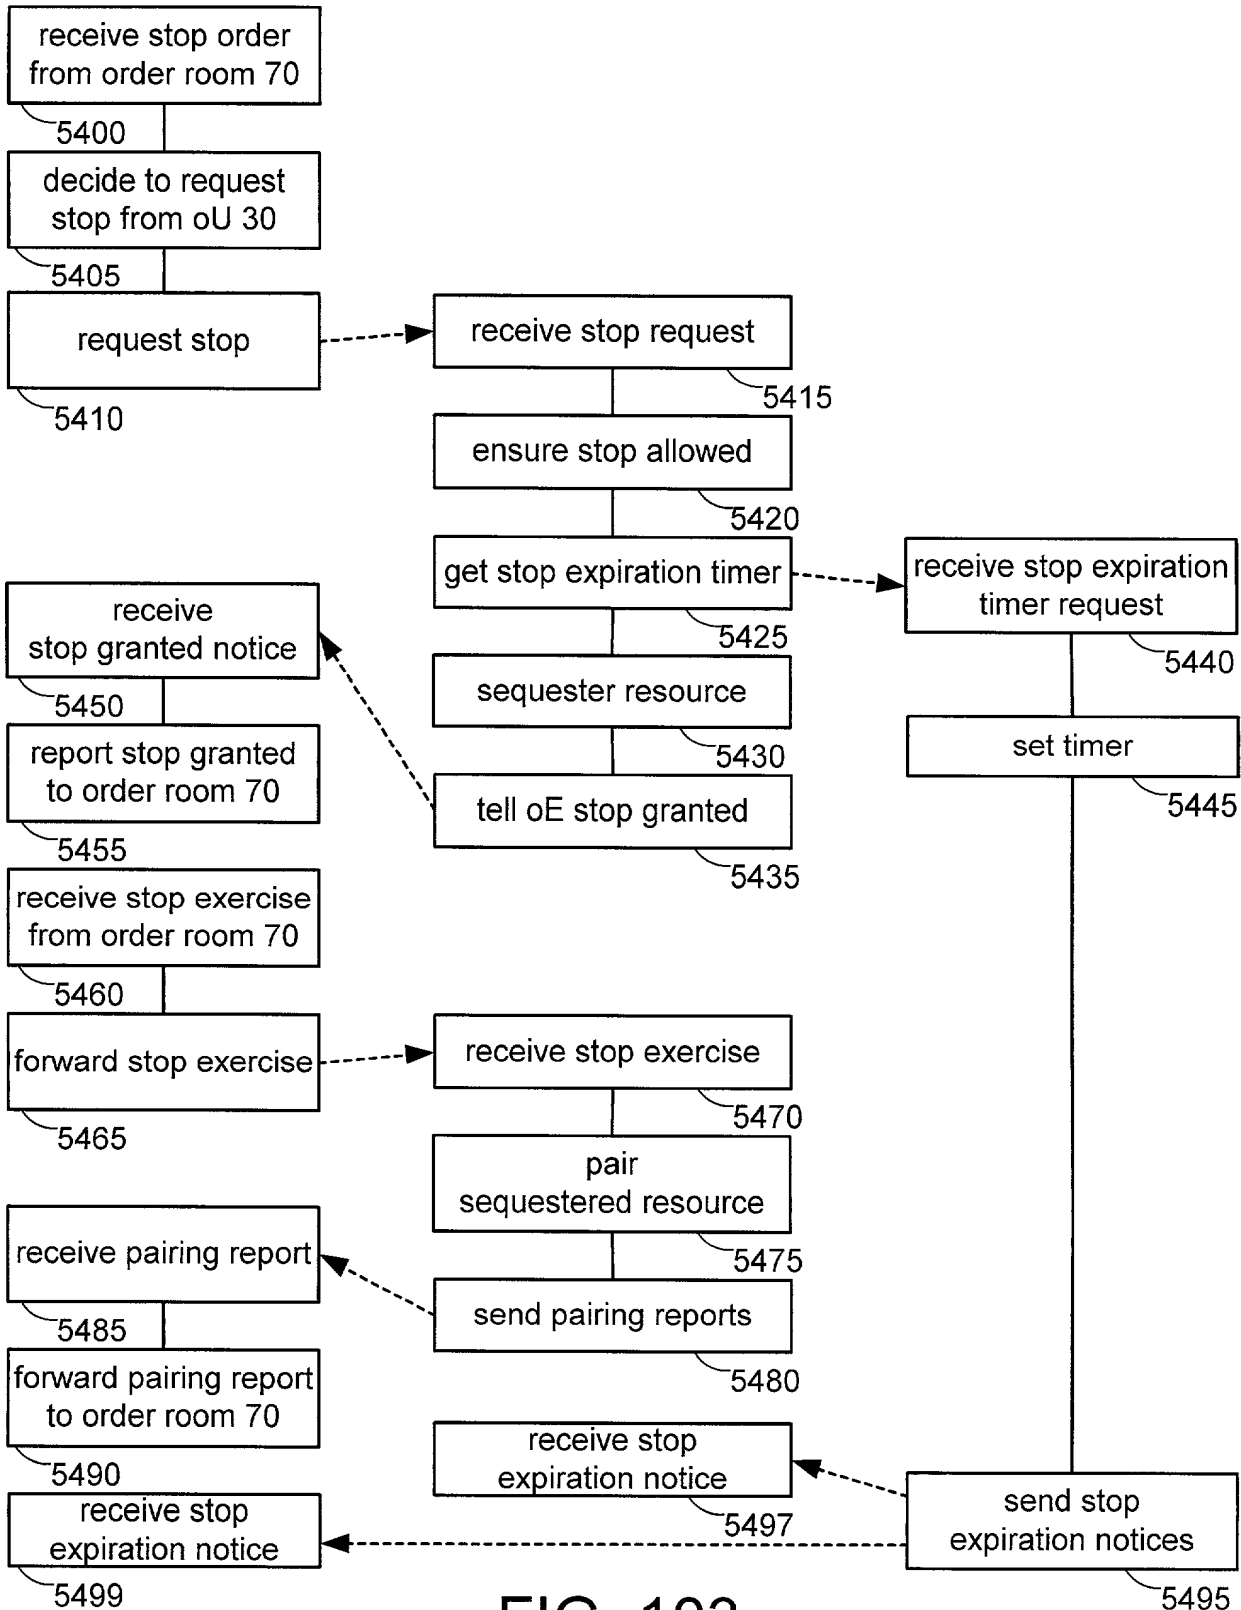 receive stop order
from order room 70
5400
decide to request
stop from oU 30
5405
request stop
5410
receive stop request
5415
ensure stop allowed
5420
get stop expiration timer
5425
receive stop expiration
timer request
5440
sequester resource
5430
set timer
5445
tell oE stop granted
5435
receive
stop granted notice
5450
report stop granted
to order room 70
5455
receive stop exercise
from order room 70
5460
forward stop exercise
5465
receive stop exercise
5470
pair
sequestered resource
5475
send pairing reports
5480
receive pairing report
5485
forward pairing report
to order room 70
5490
receive stop
expiration notice
5497
send stop
expiration notices
5495
receive stop
expiration notice
5499